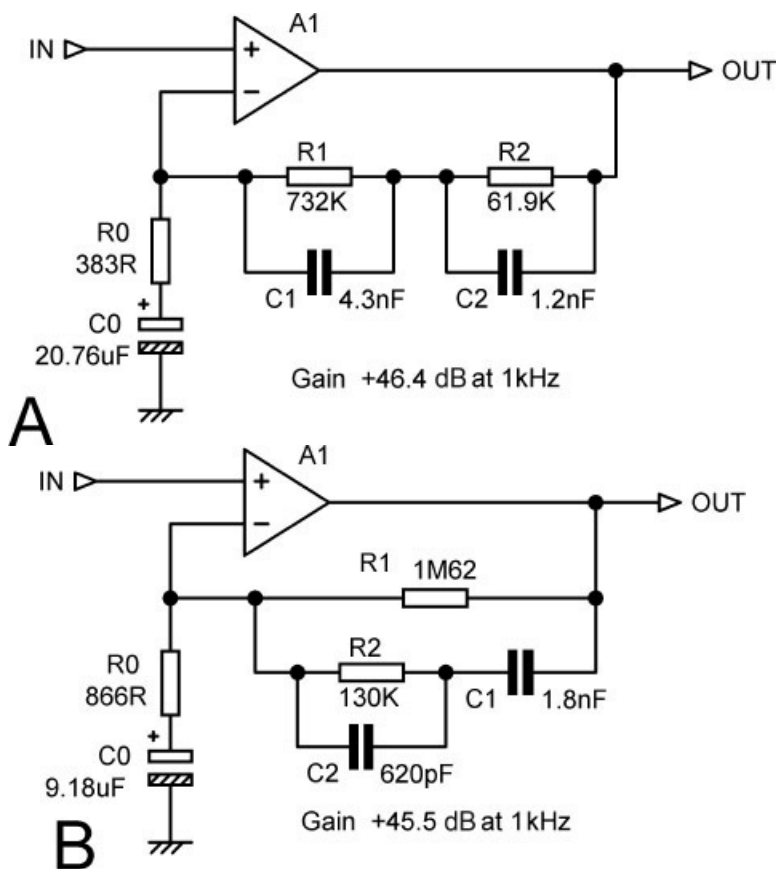 A1
IN
+
−
OUT
R1
732K
R2
61.9K
R0
383R
C1
4.3nF
C2
1.2nF
+
C0
20.76uF
Gain +46.4 dB at 1kHz
A
A1
IN
+
−
OUT
R1
1M62
R2
130K
C1
1.8nF
R0
866R
C2
620pF
+
C0
9.18uF
Gain +45.5 dB at 1kHz
B